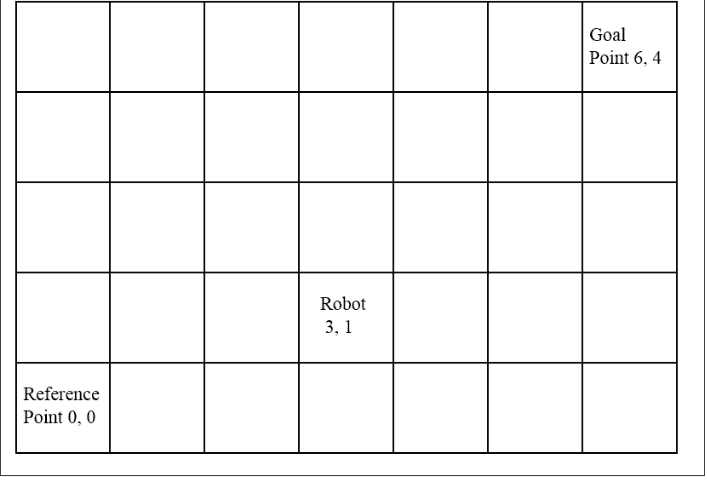 Goal
Point 6, 4
Robot
3, 1
Reference
Point 0, 0